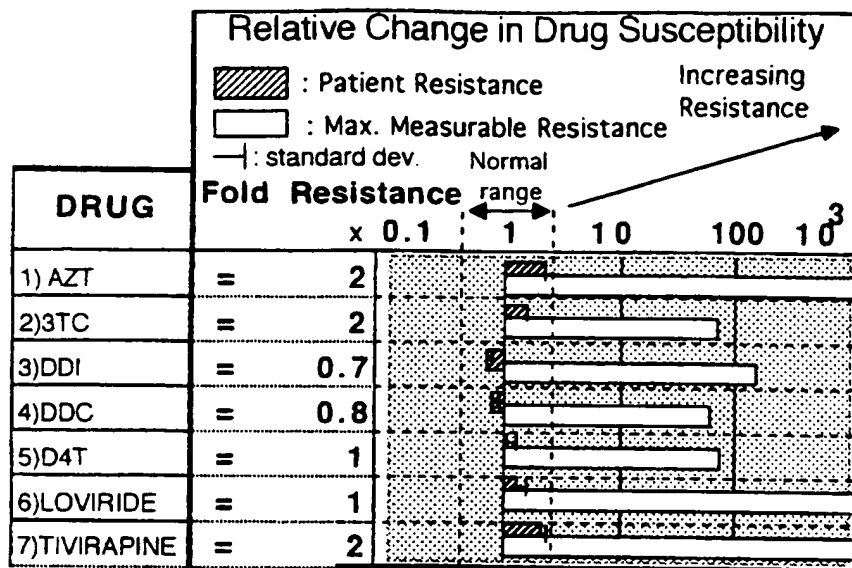 Relative Change in Drug Susceptibility
: Patient Resistance
Increasing
Resistance
: Max. Measurable Resistance
: standard dev.
Normal
range
DRUG
Fold Resistance
x 0.1 1 10 100 10³
1) AZT = 2
2)3TC = 2
3)DDI = 0.7
4)DDC = 0.8
5)D4T = 1
6)LOVIRIDE = 1
7)TIVIRAPINE = 2